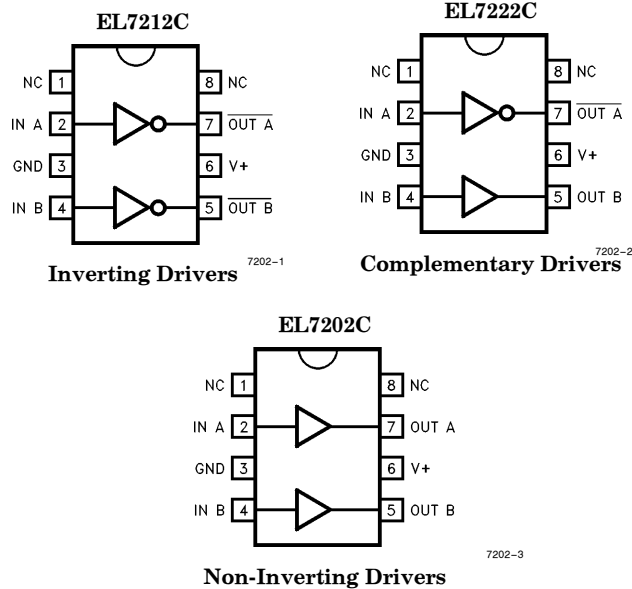 EL7212C
NC 1 8 NC
IN A 2 7 OUT A
GND 3 6 V+
IN B 4 5 OUT B
7202–1
Inverting Drivers
EL7222C
NC 1 8 NC
IN A 2 7 OUT A
GND 3 6 V+
IN B 4 5 OUT B
7202–2
Complementary Drivers
EL7202C
NC 1 8 NC
IN A 2 7 OUT A
GND 3 6 V+
IN B 4 5 OUT B
7202–3
Non-Inverting Drivers